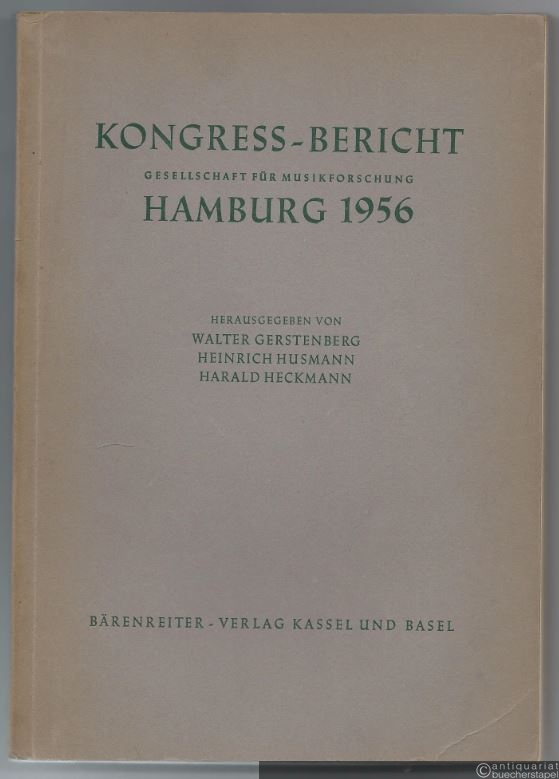 KONGRESS-BERICHT
GESELLSCHAFT FÜR MUSIKFORSCHUNG
HAMBURG 1956
HERAUSGEGEBEN VON
WALTER GERSTENBERG
HEINRICH HUSMANN
HARALD HECKMANN
BÄRENREITER-VERLAG KASSEL UND BASEL
©antiquariat
buecherstapel